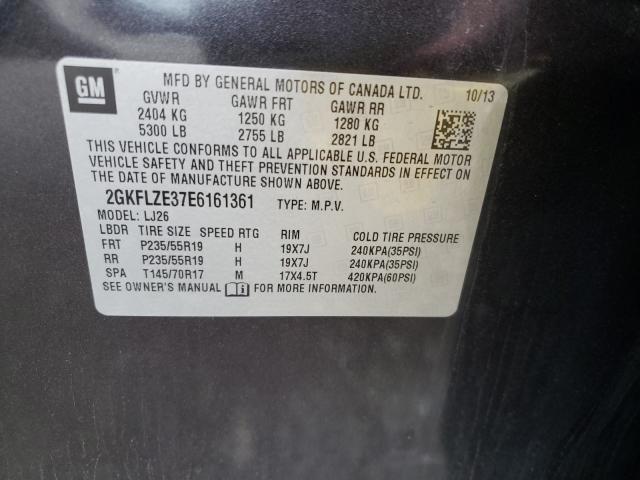 GM
MFD BY GENERAL MOTORS OF CANADA LTD. 10/13
GVWR GAWR FRT GAWR RR
2404 KG 1250 KG 1280 KG
5300 LB 2755 LB 2821 LB
THIS VEHICLE CONFORMS TO ALL APPLICABLE U.S. FEDERAL MOTOR
VEHICLE SAFETY AND THEFT PREVENTION STANDARDS IN EFFECT ON
THE DATE OF MANUFACTURE SHOWN ABOVE.
2GKFLZE37E6161361 TYPE: M.P.V.
MODEL: LJ26
LBDR TIRE SIZE SPEED RTG RIM COLD TIRE PRESSURE
FRT P235/55R19 H 19X7J 240KPA(35PSI)
RR P235/55R19 H 19X7J 240KPA(35PSI)
SPA T145/70R17 M 17X4.5T 420KPA(60PSI)
SEE OWNER'S MANUAL FOR MORE INFORMATION.